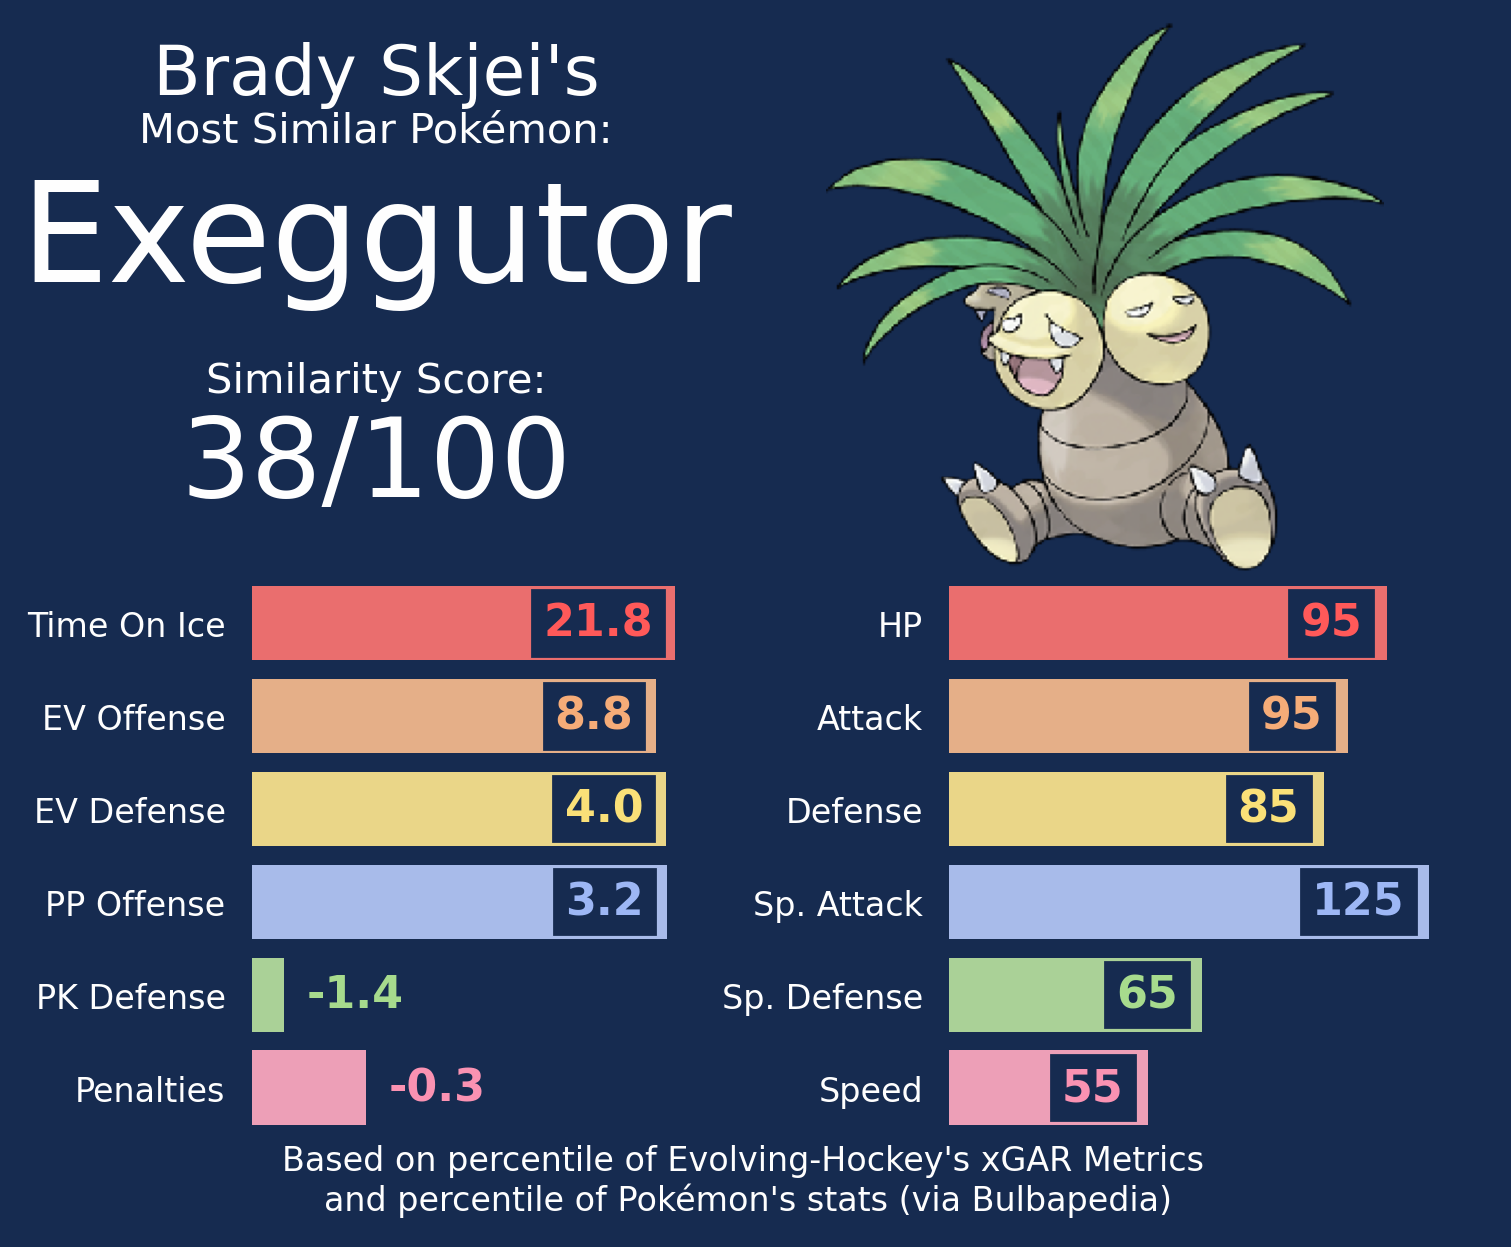 Brady Skjei's
Most Similar Pokémon:
Exeggutor
Similarity Score:
38/100
Time On Ice 21.8
EV Offense 8.8
EV Defense 4.0
PP Offense 3.2
PK Defense -1.4
Penalties -0.3
HP 95
Attack 95
Defense 85
Sp. Attack 125
Sp. Defense 65
Speed 55
Based on percentile of Evolving-Hockey's xGAR Metrics
and percentile of Pokémon's stats (via Bulbapedia)